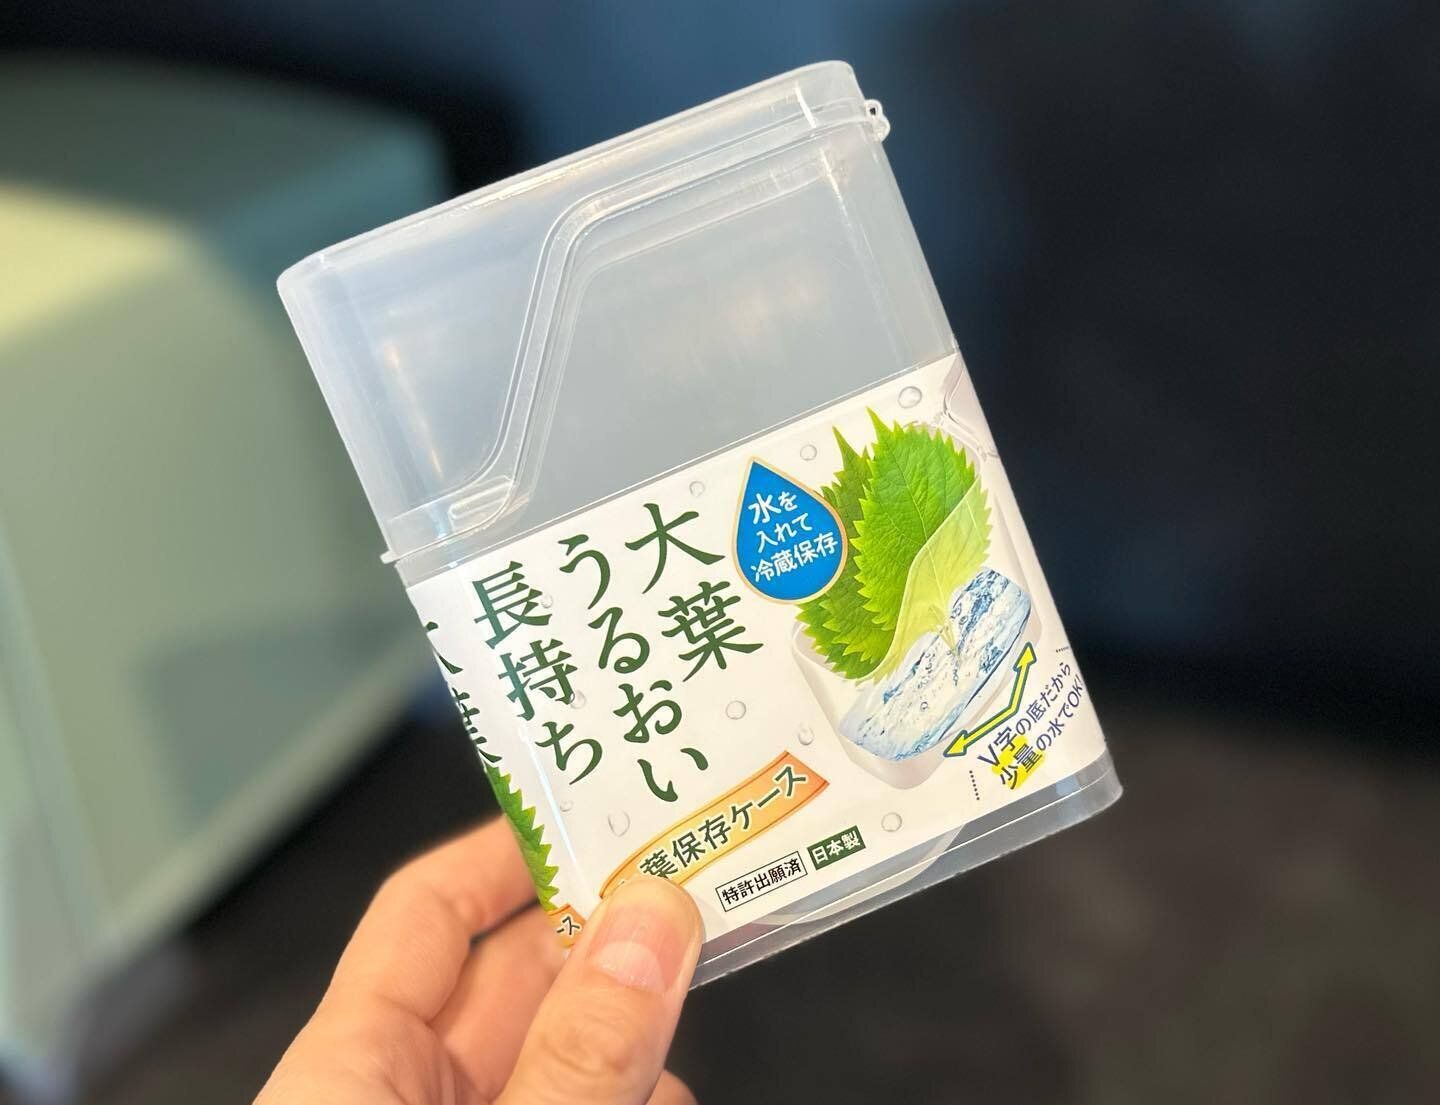 大葉
うるおい
長持ち
水を
入れて
冷蔵保存
V字の底だから
少量の水でOK!
葉保存ケース
特許出願済
日本製
ース